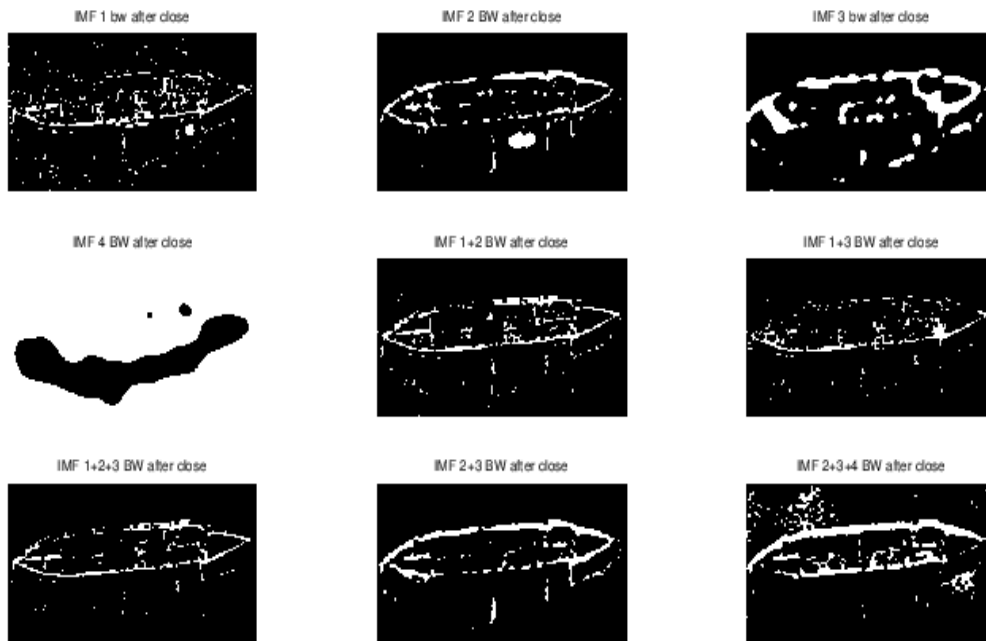 IMF 1 bw after close
IMF 2 BW after close
IMF 3 bw after close
IMF 4 BW after close
IMF 1+2 BW after close
IMF 1+3 BW after close
IMF 1+2+3 BW after close
IMF 2+3 BW after close
IMF 2+3+4 BW after close